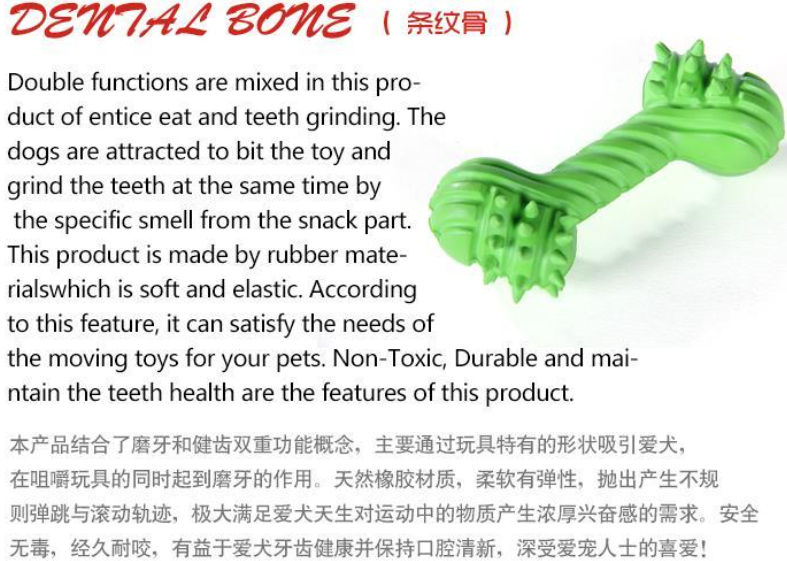 DENTAL BONE ( 条纹骨 )
Double functions are mixed in this pro-
duct of entice eat and teeth grinding. The
dogs are attracted to bit the toy and
grind the teeth at the same time by
the specific smell from the snack part.
This product is made by rubber mate-
rialswhich is soft and elastic. According
to this feature, it can satisfy the needs of
the moving toys for your pets. Non-Toxic, Durable and mai-
ntain the teeth health are the features of this product.
本产品结合了磨牙和健齿双重功能概念，主要通过玩具特有的形状吸引爱犬，
在咀嚼玩具的同时起到磨牙的作用。天然橡胶材质，柔软有弹性，抛出产生不规
则弹跳与滚动轨迹，极大满足爱犬天生对运动中的物质产生浓厚兴奋感的需求。安全
无毒，经久耐咬，有益于爱犬牙齿健康并保持口腔清新，深受爱宠人士的喜爱！